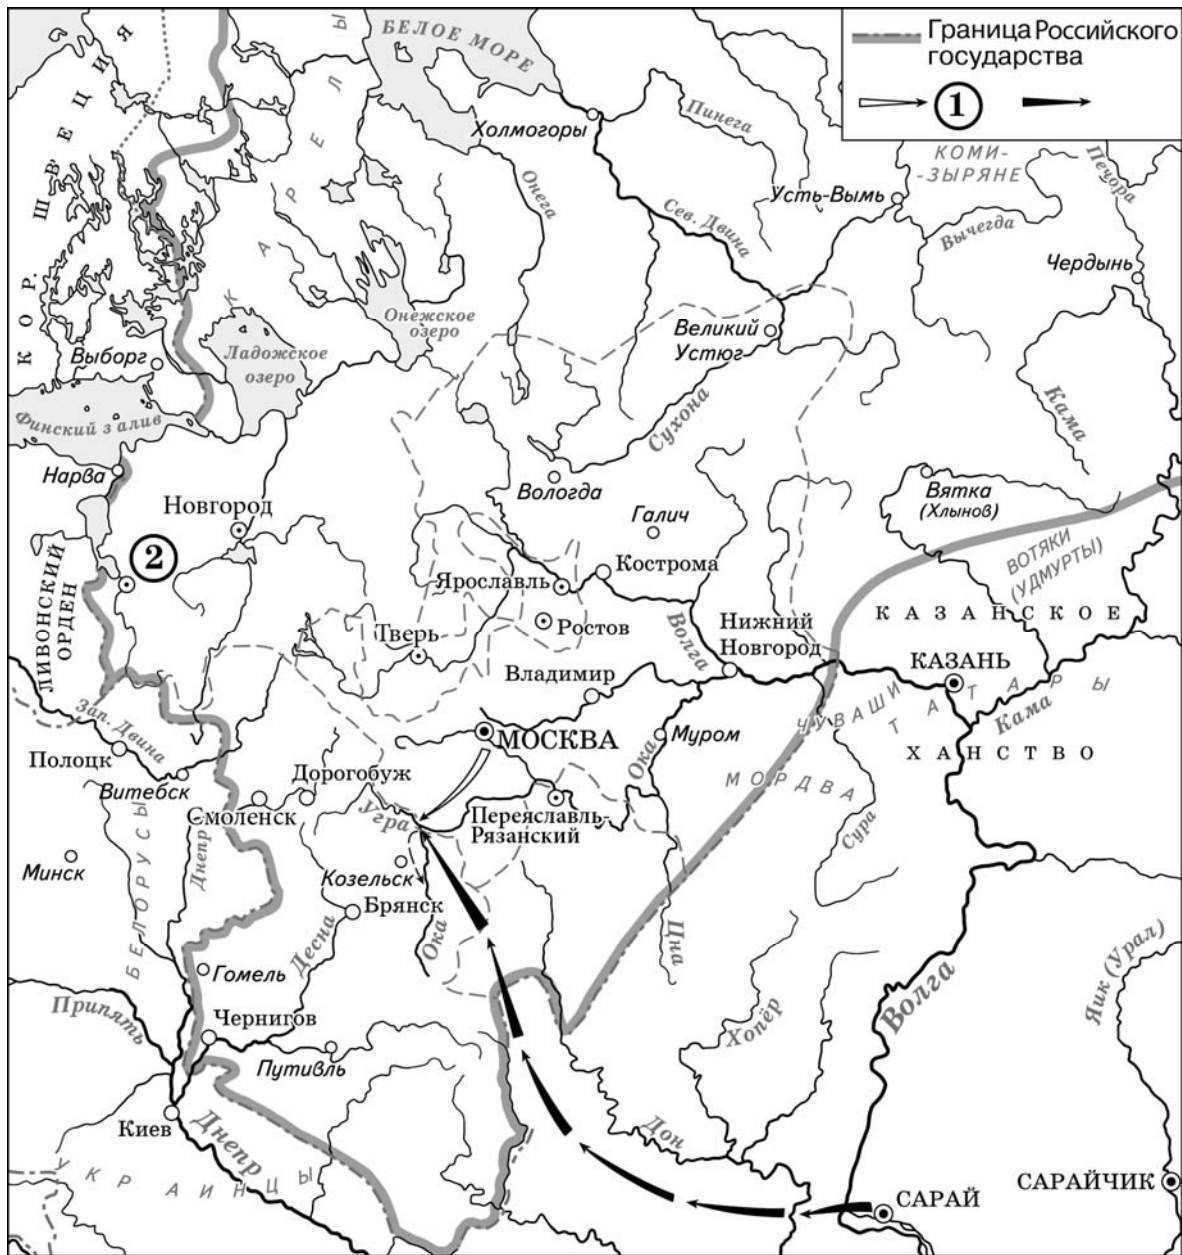 Граница Российского
государства
1
БЕЛОЕ МОРЕ
КОР. ШВЕЦИЯ
КАРЕЛЫ
Холмогоры
Пинега
КОМИ-
-ЗЫРЯНЕ
Печора
Онега
Сев. Двина
Усть-Вымь
Вычегда
Чердынь
Онежское
озеро
Великий
Устюг
Выборг
Ладожское
озеро
Кама
Финский залив
Сухона
Нарва
Вологда
Вятка
(Хлынов)
Новгород
Галич
2
ВОТЯКИ
(УДМУРТЫ)
ЛИВОНСКИЙ
ОРДЕН
Ярославль
Кострома
КАЗАНСКОЕ
Тверь
Ростов
Волга
Нижний
Новгород
Владимир
КАЗАНЬ
ТАТАРЫ
Зап. Двина
ЧУВАШИ
Кама
МОСКВА
Ока
Муром
Полоцк
ХАНСТВО
Витебск
Дорогобуж
МОРДВА
Смоленск
Угра
Переяславль-
Рязанский
Сура
Минск
БЕЛОРУСЫ
Днепр
Козельск
Брянск
Десна
Ока
Цна
Гомель
Волга
Яик (Урал)
Припять
Чернигов
Хопёр
Путивль
Киев
Днепр
Дон
УКРАИНЦЫ
САРАЙ
САРАЙЧИК